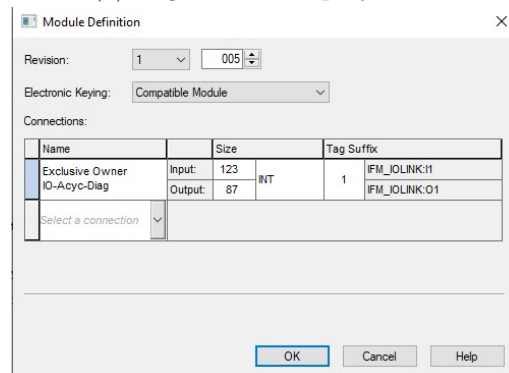 Module Definition
Revision: 1 005
Electronic Keying: Compatible Module
Connections:
Name Size Tag Suffix
Exclusive Owner Input: 123 INT 1 IFM_IOLINK:I1
IO-Acyc-Diag Output: 87 IFM_IOLINK:O1
Select a connection
OK Cancel Help